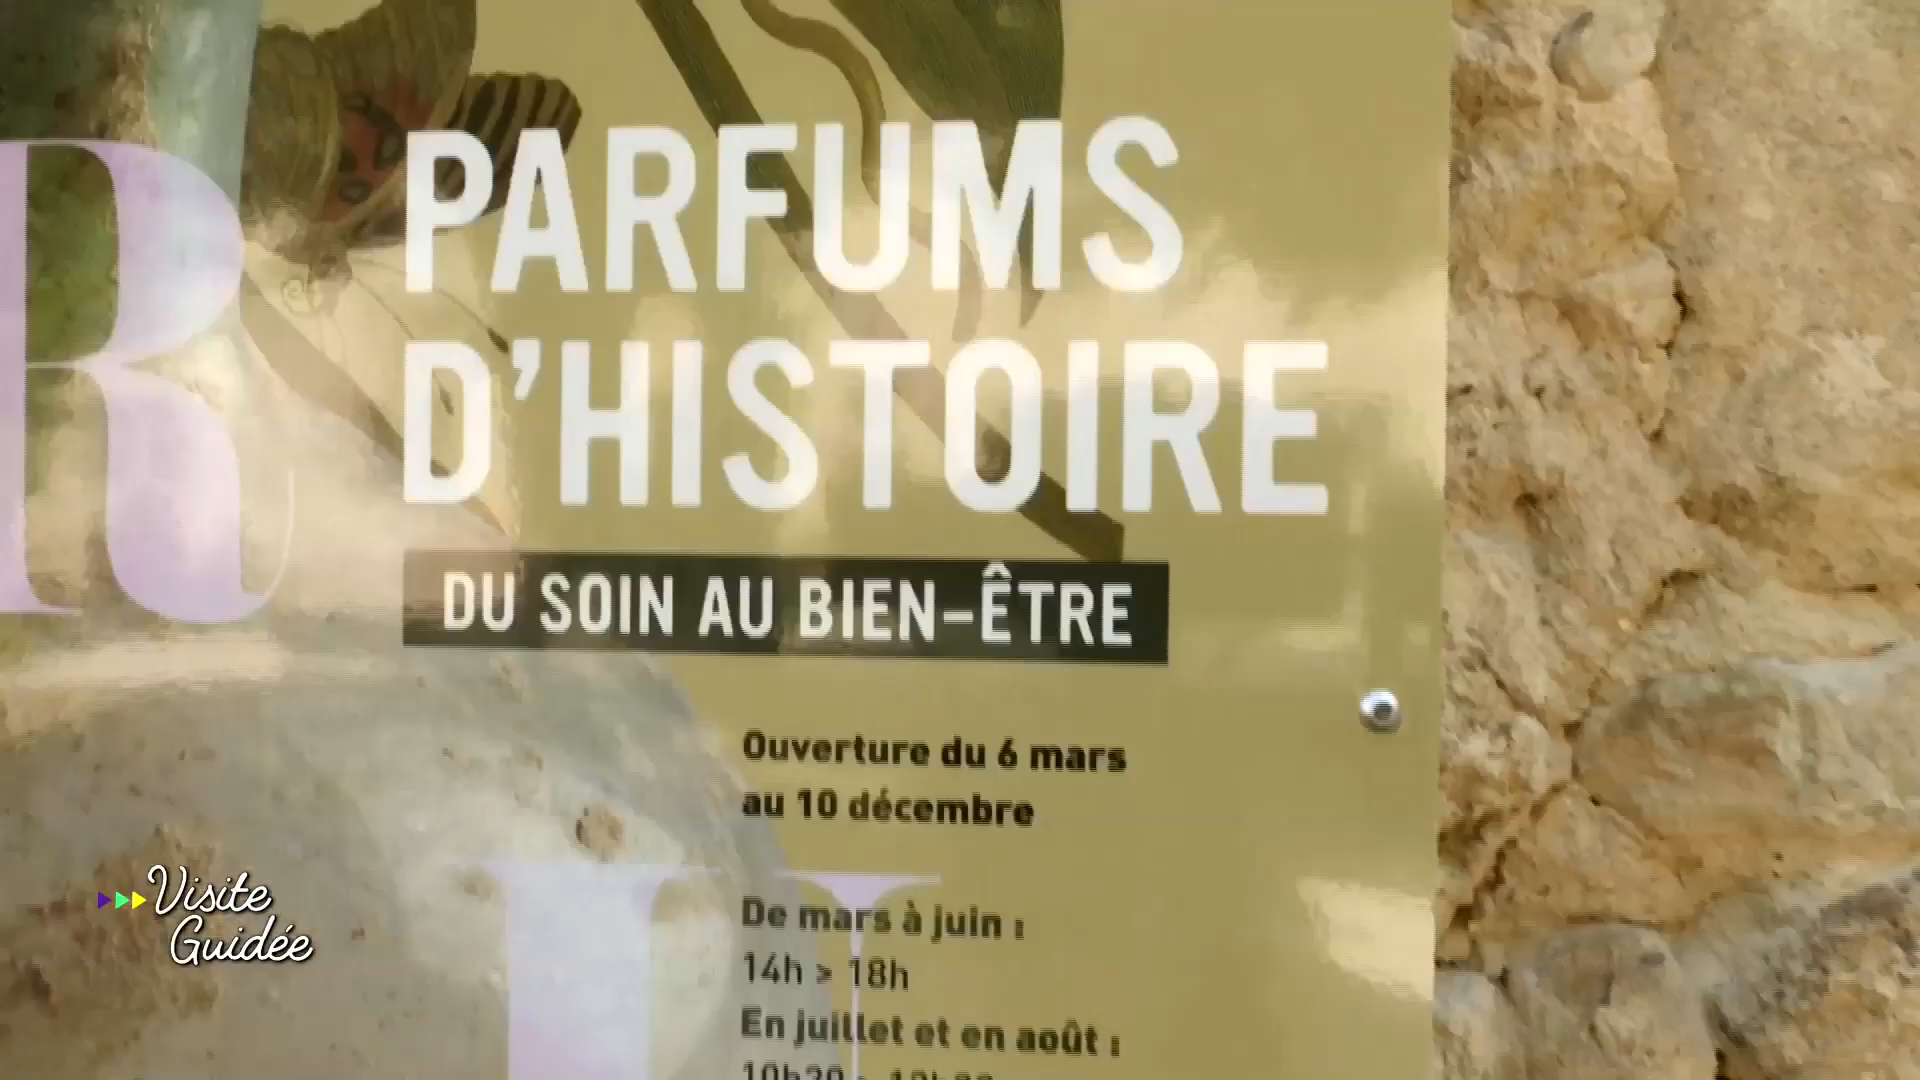 R
PARFUMS
D'HISTOIRE
DU SOIN AU BIEN-ÊTRE
Ouverture du 6 mars
au 10 décembre
De mars à juin :
14h > 18h
En juillet et en août :
Visite
Guidée